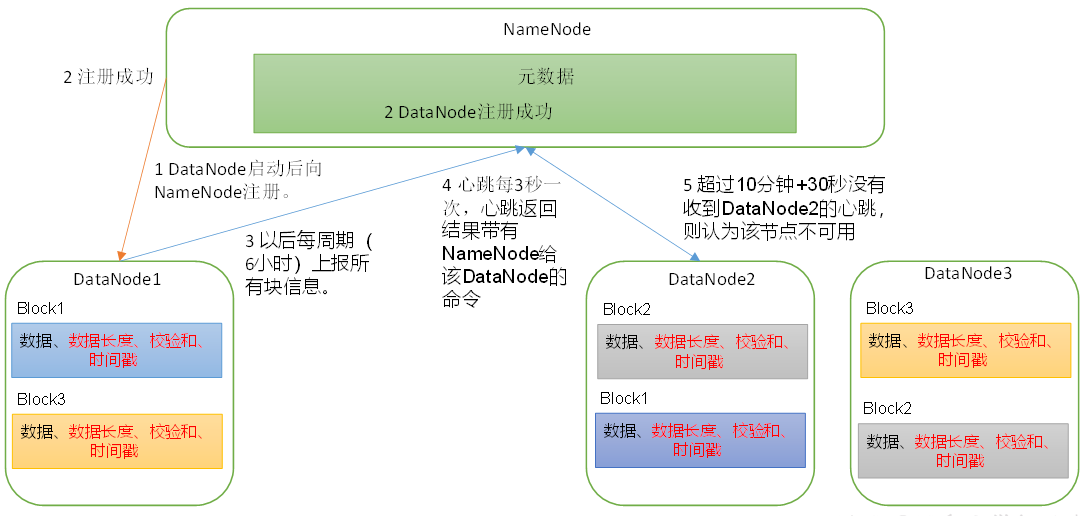 NameNode
元数据
2 DataNode注册成功
2 注册成功
1 DataNode启动后向
NameNode注册。
3 以后每周期（
6小时）上报所
有块信息。
4 心跳每3秒一
次，心跳返回
结果带有
NameNode给
该DataNode的
命令
5 超过10分钟+30秒没有
收到DataNode2的心跳，
则认为该节点不可用
DataNode1
Block1
数据、数据长度、校验和、
时间戳
Block3
数据、数据长度、校验和、
时间戳
DataNode2
Block2
数据、数据长度、校验和、
时间戳
Block1
数据、数据长度、校验和、
时间戳
DataNode3
Block3
数据、数据长度、校验和、
时间戳
Block2
数据、数据长度、校验和、
时间戳